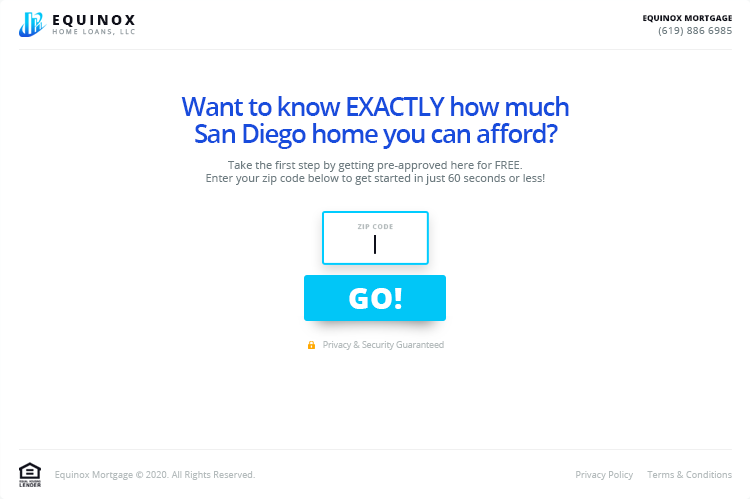 EQUINOX
HOME LOANS, LLC
EQUINOX MORTGAGE
(619) 886 6985
Want to know EXACTLY how much
San Diego home you can afford?
Take the first step by getting pre-approved here for FREE.
Enter your zip code below to get started in just 60 seconds or less!
ZIP CODE
GO!
Privacy & Security Guaranteed
EQUAL HOUSING
LENDER
Equinox Mortgage © 2020. All Rights Reserved.
Privacy Policy
Terms & Conditions